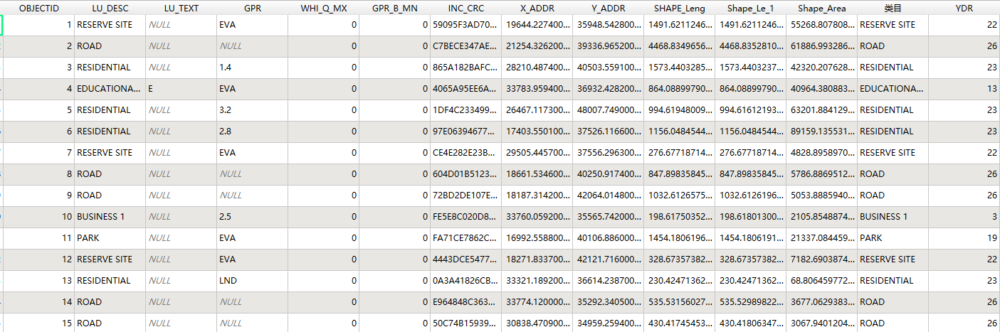 OBJECTID LU_DESC LU_TEXT GPR WHI_Q_MX GPR_B_MN INC_CRC X_ADDR Y_ADDR SHAPE_Leng Shape_Le_1 Shape_Area 类目 YDR
1 RESERVE SITE NULL EVA 0 0 59095F3AD70... 19644.227400... 35948.542800... 1491.6211246... 1491.6211246... 55268.807808... RESERVE SITE 22
2 ROAD NULL NULL 0 0 C7BECE347AE... 21254.326200... 39336.965200... 4468.8349656... 4468.8352810... 61886.993286... ROAD 26
3 RESIDENTIAL NULL 1.4 0 0 865A182BAFC... 28210.487400... 40503.559100... 1573.4403285... 1573.4403237... 42320.207628... RESIDENTIAL 23
4 EDUCATIONA... E EVA 0 0 4065A95EE6A... 33783.959400... 36932.428200... 864.08899790... 864.08899790... 40964.380883... EDUCATIONA... 13
5 RESIDENTIAL NULL 3.2 0 0 1DF4C233499... 26467.117300... 48007.749000... 994.61948009... 994.61612193... 63201.884129... RESIDENTIAL 23
6 RESIDENTIAL NULL 2.8 0 0 97E06394677... 17403.550100... 37526.116600... 1156.0484544... 1156.0484544... 89159.135531... RESIDENTIAL 23
7 RESERVE SITE NULL EVA 0 0 CE4E282E23B... 29505.445700... 37556.296300... 276.67718714... 276.67718714... 4828.8958970... RESERVE SITE 22
8 ROAD NULL NULL 0 0 604D01B5123... 18661.534600... 40250.917400... 847.89835845... 847.89835845... 5786.8869512... ROAD 26
9 ROAD NULL NULL 0 0 72BD2DE107E... 18187.314200... 42064.014800... 1032.6126575... 1032.6126196... 5053.8885940... ROAD 26
10 BUSINESS 1 NULL 2.5 0 0 FE5E8C020D8... 33760.059200... 35565.742000... 198.61750352... 198.61801300... 2105.8548874... BUSINESS 1 3
11 PARK NULL EVA 0 0 FA71CE7862C... 16992.558800... 40106.886000... 1454.1806196... 1454.1806191... 21337.084459... PARK 19
12 RESERVE SITE NULL EVA 0 0 4443DCE5477... 18271.833700... 42121.716000... 328.67357382... 328.67357382... 7182.6903874... RESERVE SITE 22
13 RESIDENTIAL NULL LND 0 0 0A3A41826CB... 33321.189200... 36614.238700... 230.42471362... 230.42471362... 68.806459772... RESIDENTIAL 23
14 ROAD NULL NULL 0 0 E964848C363... 33774.120000... 35292.340500... 535.53156027... 535.52989822... 3677.0629383... ROAD 26
15 ROAD NULL NULL 0 0 50C74B15939... 30838.470900... 34959.259400... 430.41745453... 430.41806347... 3067.9401204... ROAD 26